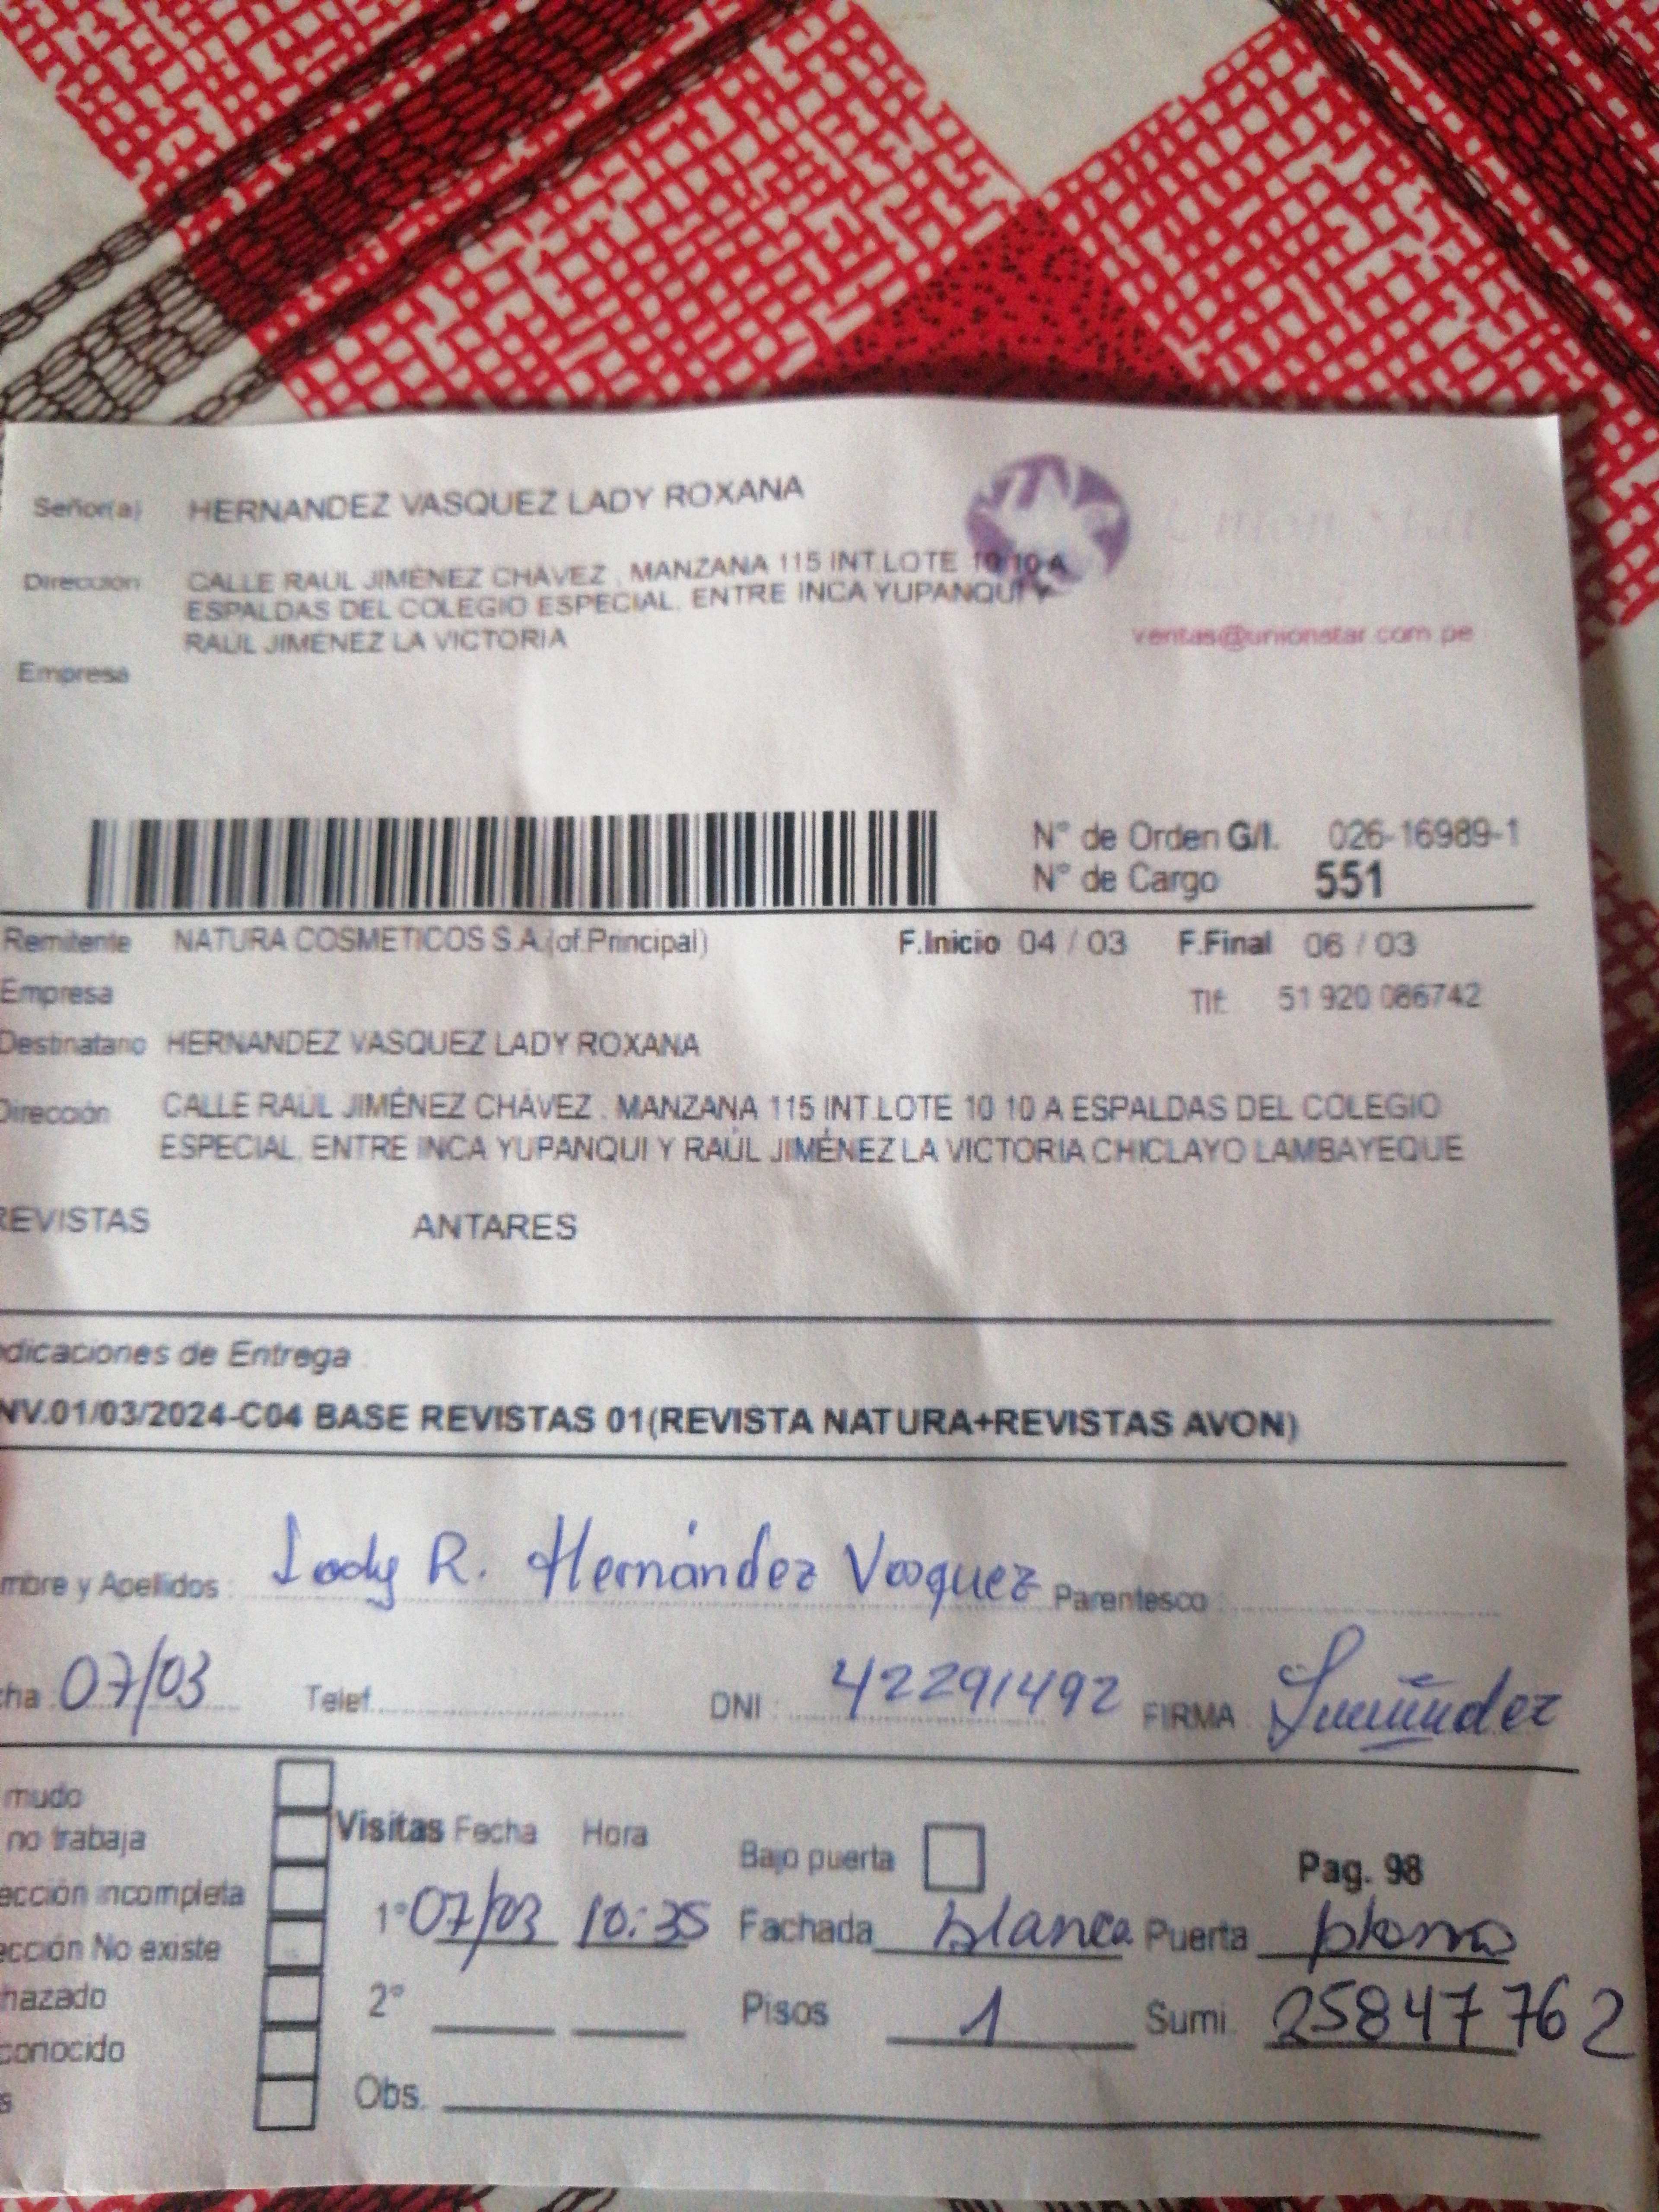 Señor(a) HERNANDEZ VASQUEZ LADY ROXANA
Dirección CALLE RAÚL JIMÉNEZ CHÁVEZ , MANZANA 115 INT.LOTE 10 10 A
ESPALDAS DEL COLEGIO ESPECIAL, ENTRE INCA YUPANQUI Y
RAÚL JIMÉNEZ LA VICTORIA
ventas@unionstar.com.pe
Empresa
N° de Orden G/I. 026-16989-1
N° de Cargo 551
Remitente NATURA COSMETICOS S.A.(of.Principal) F.Inicio 04 / 03 F.Final 06 / 03
Empresa Tlf: 51 920 086742
Destinatario HERNANDEZ VASQUEZ LADY ROXANA
Dirección CALLE RAÚL JIMÉNEZ CHÁVEZ , MANZANA 115 INT.LOTE 10 10 A ESPALDAS DEL COLEGIO
ESPECIAL, ENTRE INCA YUPANQUI Y RAÚL JIMÉNEZ LA VICTORIA CHICLAYO LAMBAYEQUE
REVISTAS ANTARES
dicaciones de Entrega
NV.01/03/2024-C04 BASE REVISTAS 01(REVISTA NATURA+REVISTAS AVON)
mbre y Apellidos : Lady R. Hernández Vasquez Parentesco
cha 07/03 Telef. DNI : 42291492 FIRMA
mudo
no trabaja
Visitas Fecha Hora Bajo puerta Pag. 98
ección incompleta
1° 07/03 10:35 Fachada blanca Puerta plomo
ección No existe
hazado
2° Pisos 1 Sumi. 25847762
conocido
s
Obs.